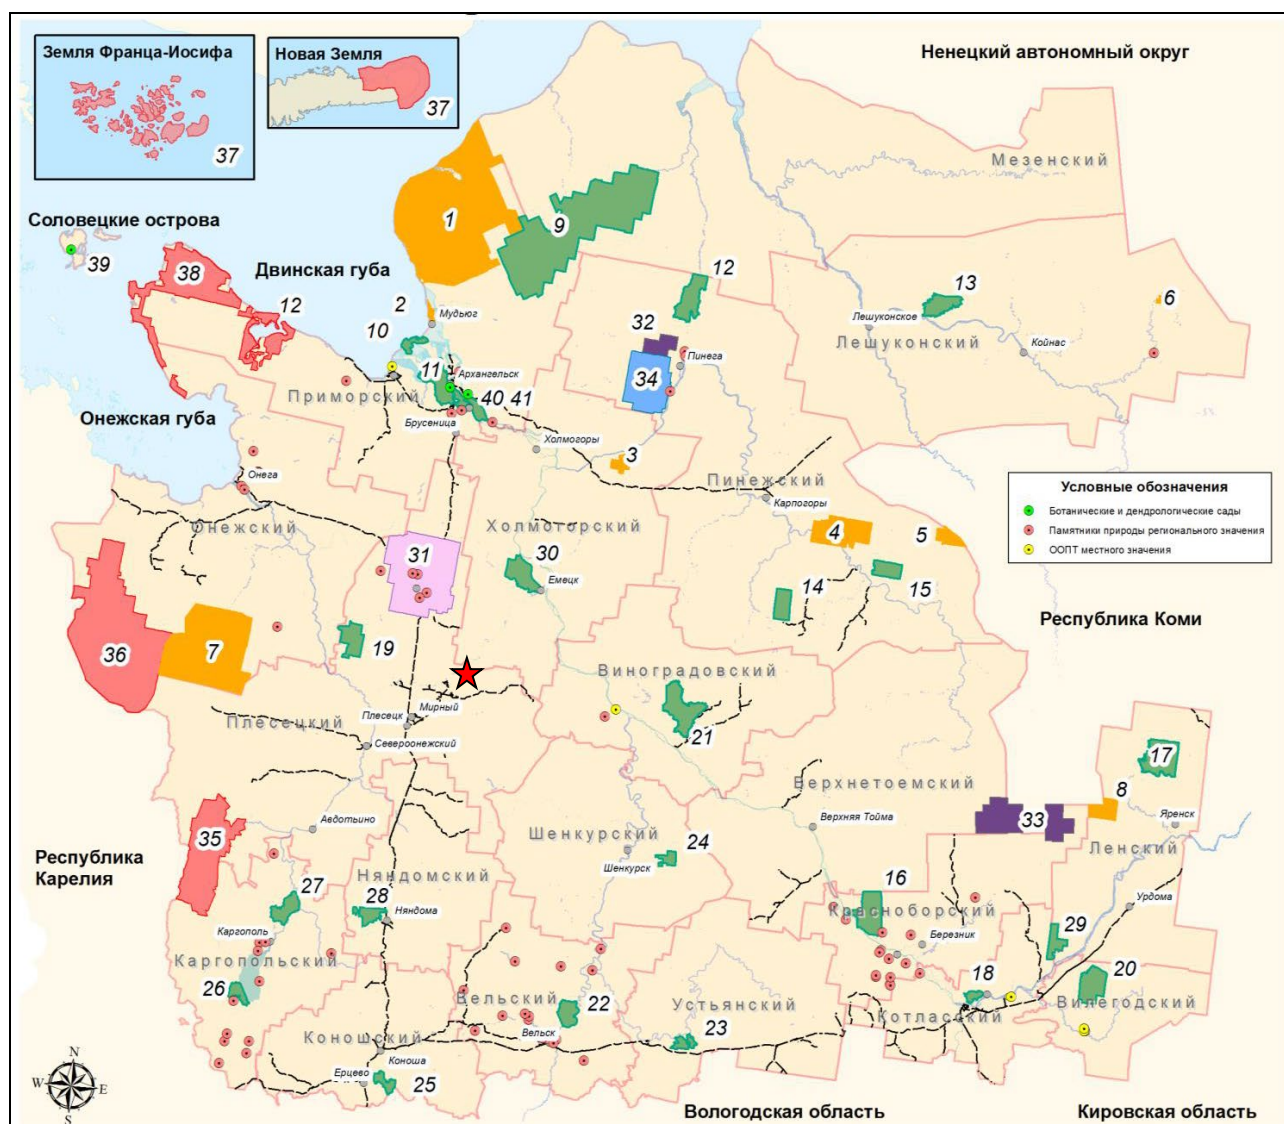 Земля Франца-Иосифа
37
Новая Земля
37
Ненецкий автономный округ
Мезенский
Соловецкие острова
39
38
12
Двинская губа
1
9
2
Мудьюг
10
12
32
Пинега
34
13
Лешуконское
Лешуконский
Койнас
6
11
Архангельск
40
41
Приморский
Брусеница
Холмогоры
Онежская губа
3
Онега
Пинежский
Карпогоры
Условные обозначения
Ботанические и дендрологические сады
Памятники природы регионального значения
ООПТ местного значения
Онежский
Холмогорский
4
5
31
30
Емецк
14
15
Республика Коми
36
7
19
Виноградовский
21
Плесецкий
Плесецк
Мирный
Североонежский
17
Верхнетоемский
8
33
Яренск
Ленский
35
Авдотьино
Верхняя Тойма
Шенкурский
Шенкурск
24
Республика
Карелия
27
Няндомский
28
Няндома
16
Красноборский
Березник
Урдома
29
Каргополь
Каргопольский
26
18
20
Вилегодский
Котласский
Вельский
22
Вельск
Устьянский
23
Коношский
Коноша
Ерцево
25
N
W
E
S
Вологодская область
Кировская область